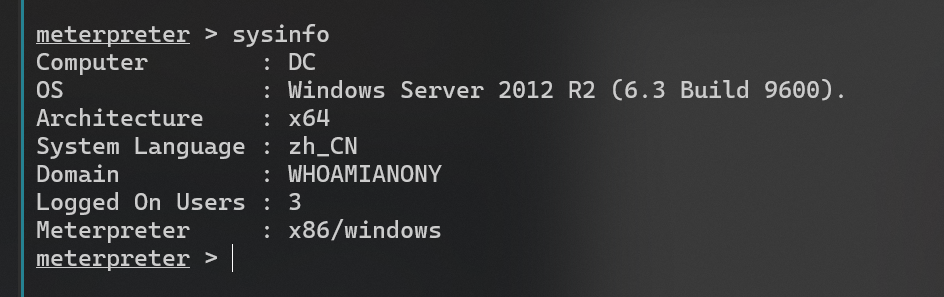 meterpreter > sysinfo
Computer        : DC
OS              : Windows Server 2012 R2 (6.3 Build 9600).
Architecture    : x64
System Language : zh_CN
Domain          : WHOAMIANONY
Logged On Users : 3
Meterpreter     : x86/windows
meterpreter >